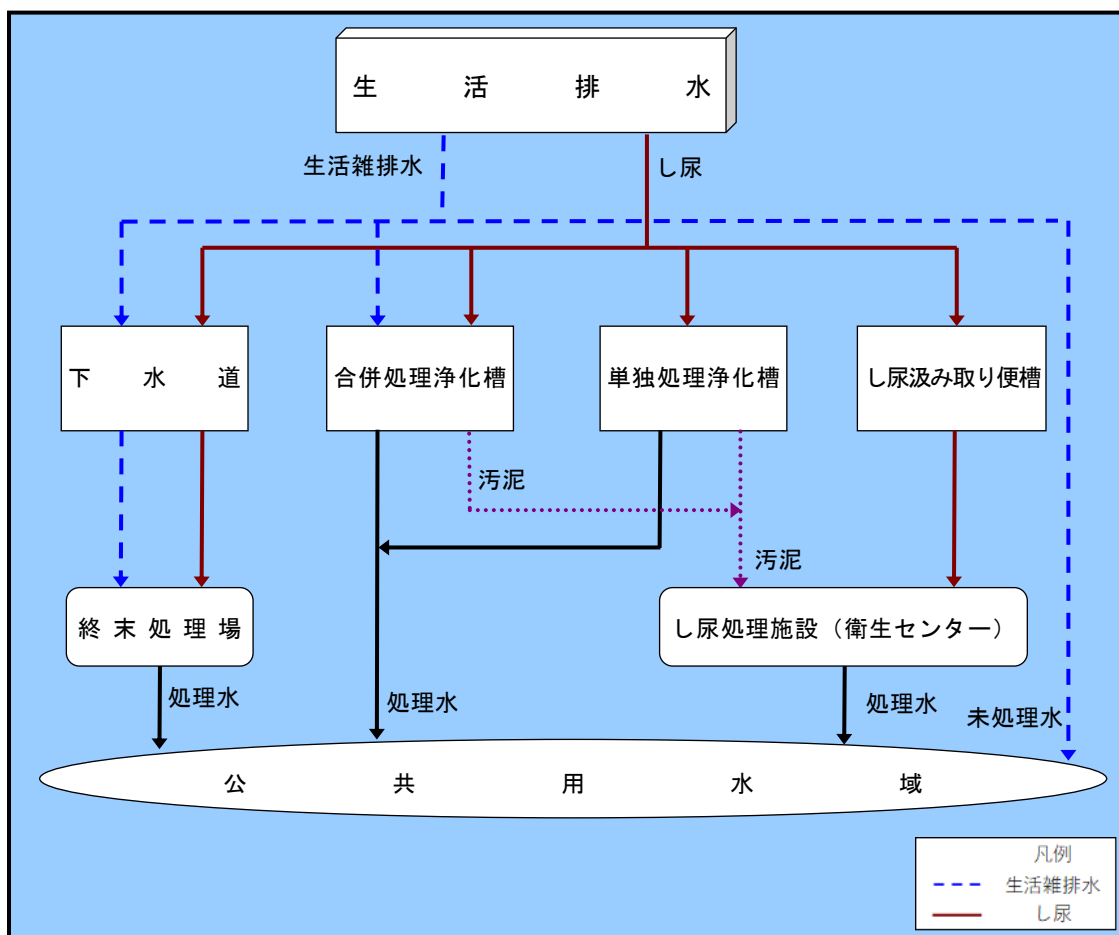 生活排水
生活雑排水
し尿
下水道
合併処理浄化槽
単独処理浄化槽
し尿汲み取り便槽
汚泥
汚泥
終末処理場
し尿処理施設（衛生センター）
処理水
処理水
処理水
未処理水
公共用水域
凡例
生活雑排水
し尿